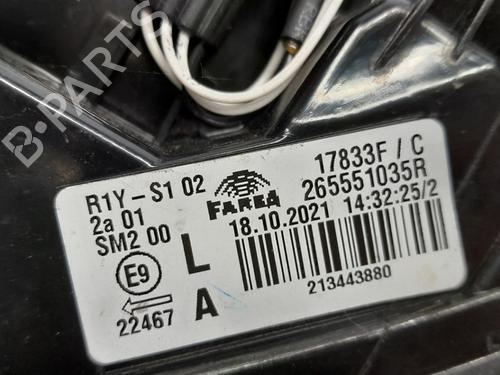 B-PARTS
R1Y-S1 02
2a 01
SM2 00
E9
22467
L
A
FARBA
17833F / C
265551035R
18.10.2021 14:32:25/2
213443880